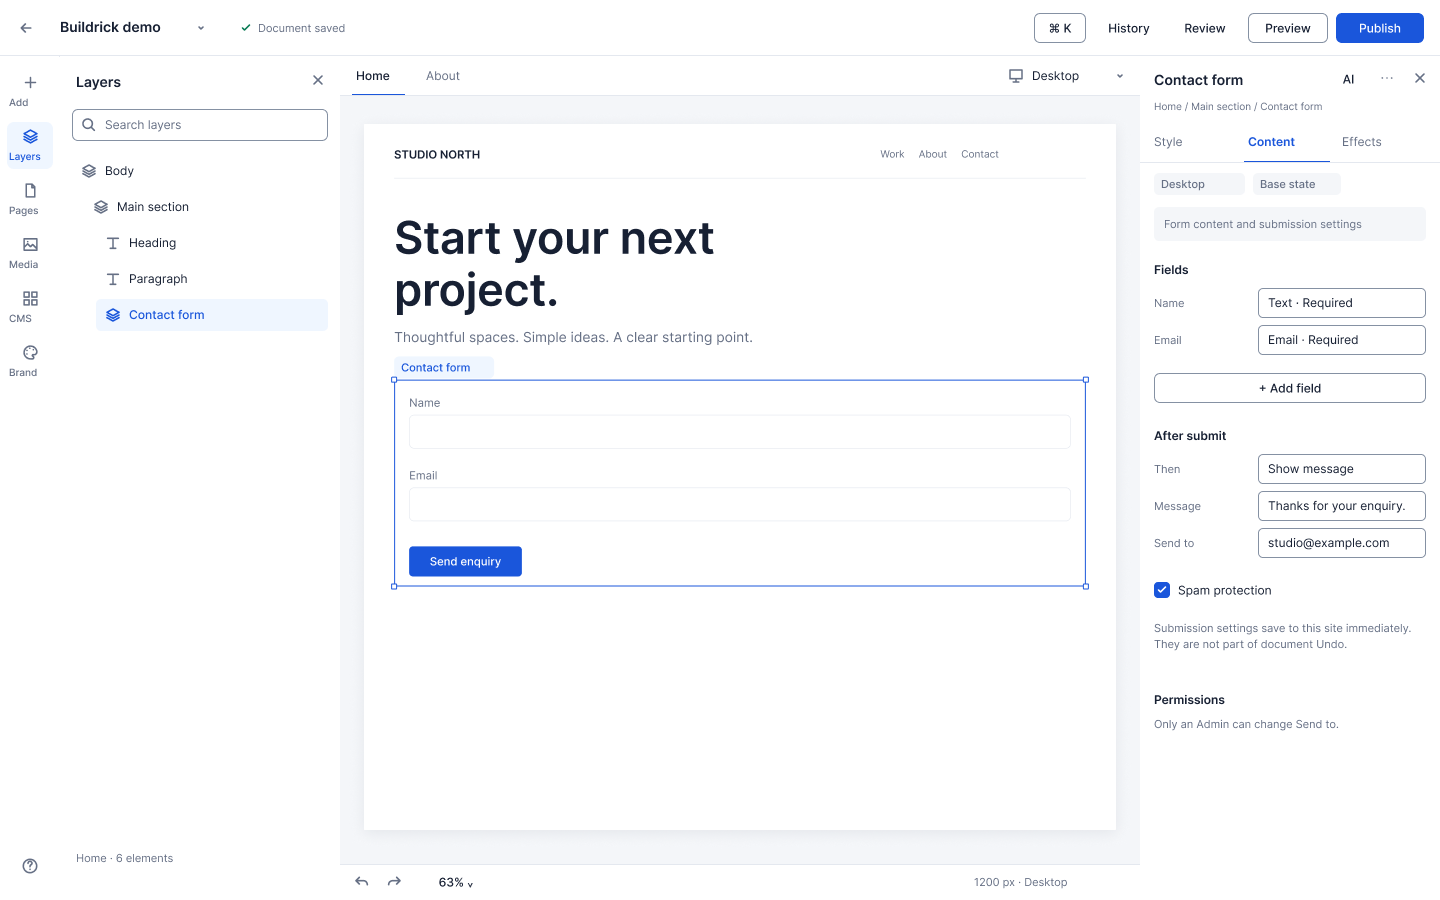 Buildrick demo
Document saved
⌘ K
History
Review
Preview
Publish
Add
Layers
Pages
Media
CMS
Brand
Layers
Search layers
Body
Main section
Heading
Paragraph
Contact form
Home · 6 elements
Home
About
Desktop
STUDIO NORTH
Work
About
Contact
Start your next
project.
Thoughtful spaces. Simple ideas. A clear starting point.
Contact form
Name
Email
Send enquiry
63%
1200 px · Desktop
Contact form
AI
···
Home / Main section / Contact form
Style
Content
Effects
Desktop
Base state
Form content and submission settings
Fields
Name
Text · Required
Email
Email · Required
+ Add field
After submit
Then
Show message
Message
Thanks for your enquiry.
Send to
studio@example.com
Spam protection
Submission settings save to this site immediately.
They are not part of document Undo.
Permissions
Only an Admin can change Send to.